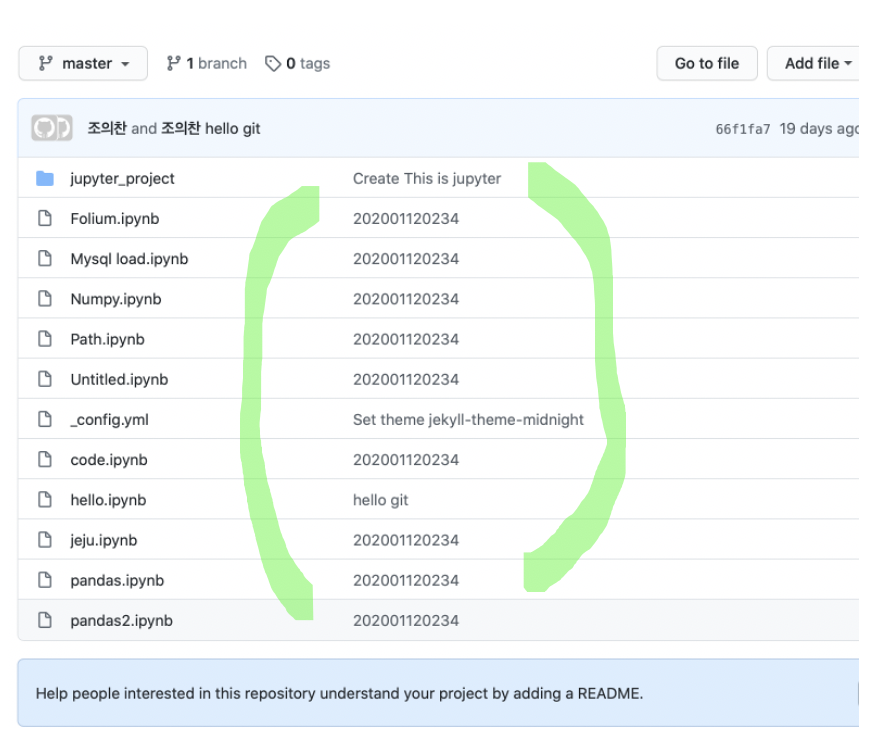 master 1 branch 0 tags Go to file Add file
조의찬 and 조의찬 hello git 66f1fa7 19 days ago
jupyter_project Create This is jupyter
Folium.ipynb 202001120234
Mysql load.ipynb 202001120234
Numpy.ipynb 202001120234
Path.ipynb 202001120234
Untitled.ipynb 202001120234
_config.yml Set theme jekyll-theme-midnight
code.ipynb 202001120234
hello.ipynb hello git
jeju.ipynb 202001120234
pandas.ipynb 202001120234
pandas2.ipynb 202001120234
Help people interested in this repository understand your project by adding a README.